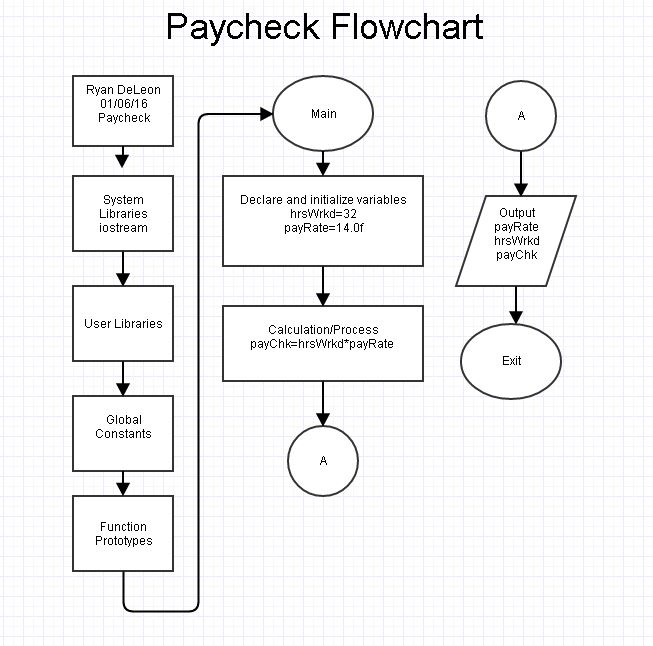 Paycheck Flowchart
Ryan DeLeon
01/06/16
Paycheck
System
Libraries
iostream
User Libraries
Global
Constants
Function
Prototypes
Main
Declare and initialize variables
hrsWrkd=32
payRate=14.0f
Calculation/Process
payChk=hrsWrkd*payRate
A
A
Output
payRate
hrsWrkd
payChk
Exit